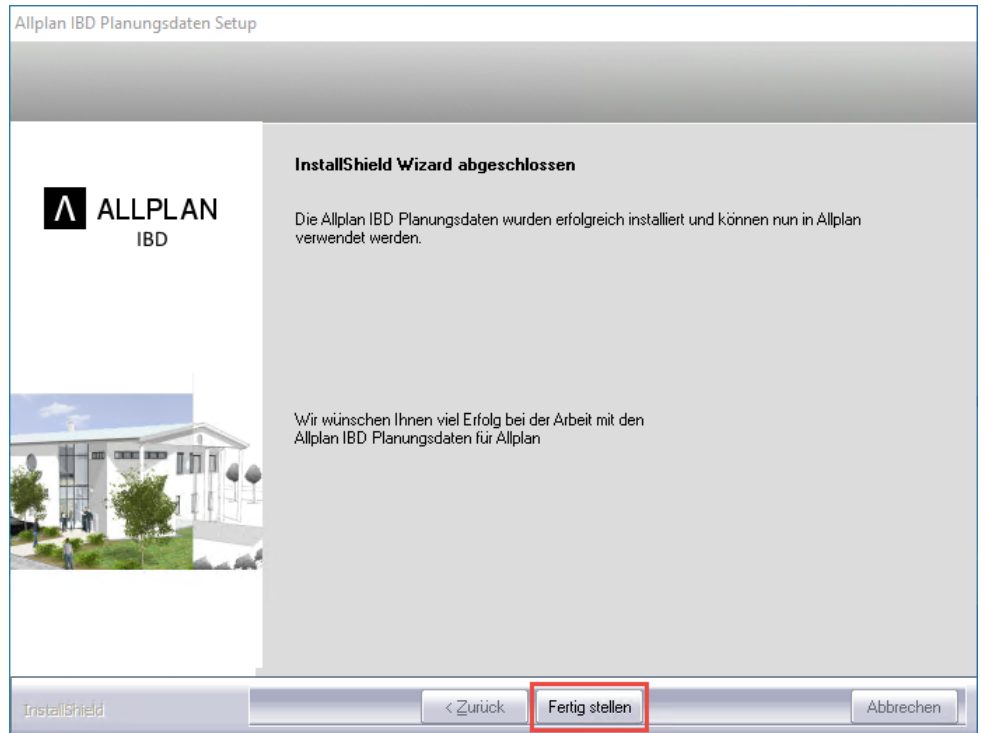 Allplan IBD Planungsdaten Setup
InstallShield Wizard abgeschlossen
ALLPLAN
IBD
Die Allplan IBD Planungsdaten wurden erfolgreich installiert und können nun in Allplan
verwendet werden.
Wir wünschen Ihnen viel Erfolg bei der Arbeit mit den
Allplan IBD Planungsdaten für Allplan
InstallShield
< Zurück
Fertig stellen
Abbrechen